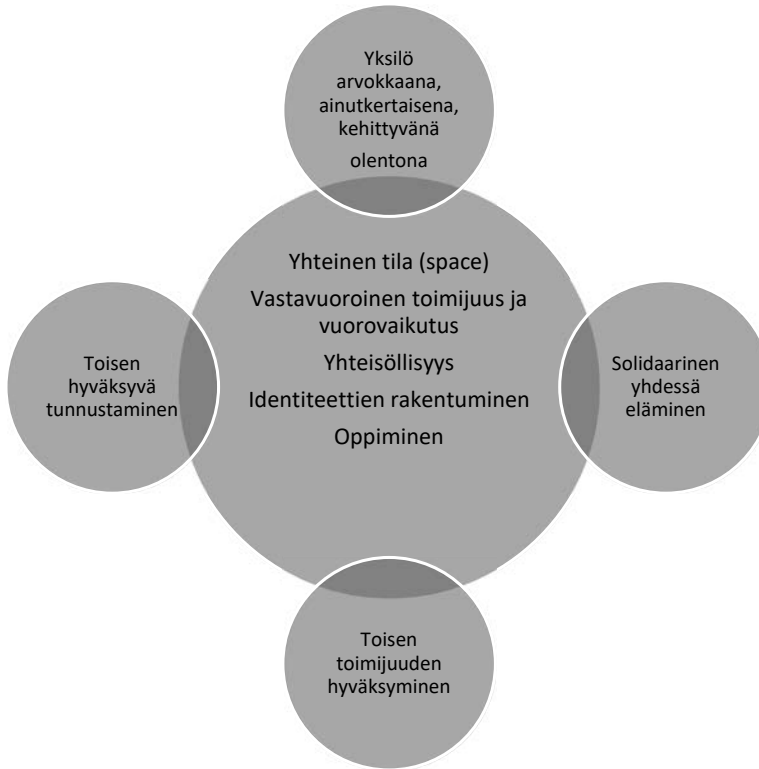 Yksilö
arvokkaana,
ainutkertaisena,
kehittyvänä
olentona
Yhteinen tila (space)
Vastavuoroinen toimijuus ja
vuorovaikutus
Yhteisöllisyys
Identiteettien rakentuminen
Oppiminen
Toisen
hyväksyvä
tunnustaminen
Solidaarinen
yhdessä
eläminen
Toisen
toimijuuden
hyväksyminen